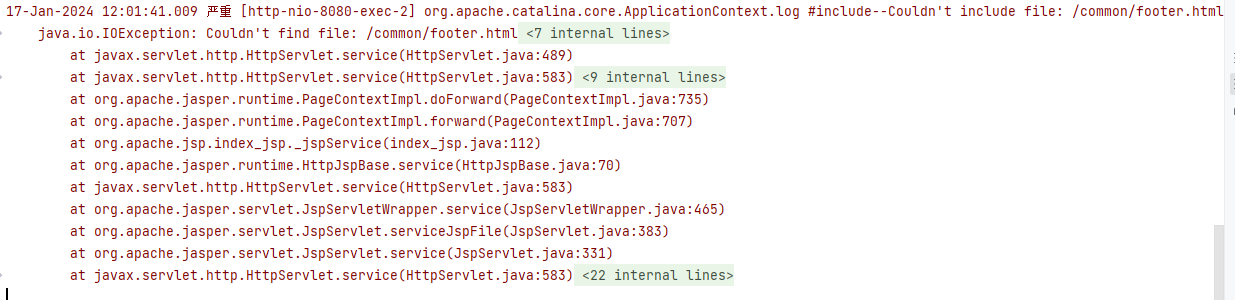 17-Jan-2024 12:01:41.009 严重 [http-nio-8080-exec-2] org.apache.catalina.core.ApplicationContext.log #include--Couldn't include file: /common/footer.html
java.io.IOException: Couldn't find file: /common/footer.html <7 internal lines>
at javax.servlet.http.HttpServlet.service(HttpServlet.java:489)
at javax.servlet.http.HttpServlet.service(HttpServlet.java:583) <9 internal lines>
at org.apache.jasper.runtime.PageContextImpl.doForward(PageContextImpl.java:735)
at org.apache.jasper.runtime.PageContextImpl.forward(PageContextImpl.java:707)
at org.apache.jsp.index_jsp._jspService(index_jsp.java:112)
at org.apache.jasper.runtime.HttpJspBase.service(HttpJspBase.java:70)
at javax.servlet.http.HttpServlet.service(HttpServlet.java:583)
at org.apache.jasper.servlet.JspServletWrapper.service(JspServletWrapper.java:465)
at org.apache.jasper.servlet.JspServlet.serviceJspFile(JspServlet.java:383)
at org.apache.jasper.servlet.JspServlet.service(JspServlet.java:331)
at javax.servlet.http.HttpServlet.service(HttpServlet.java:583) <22 internal lines>